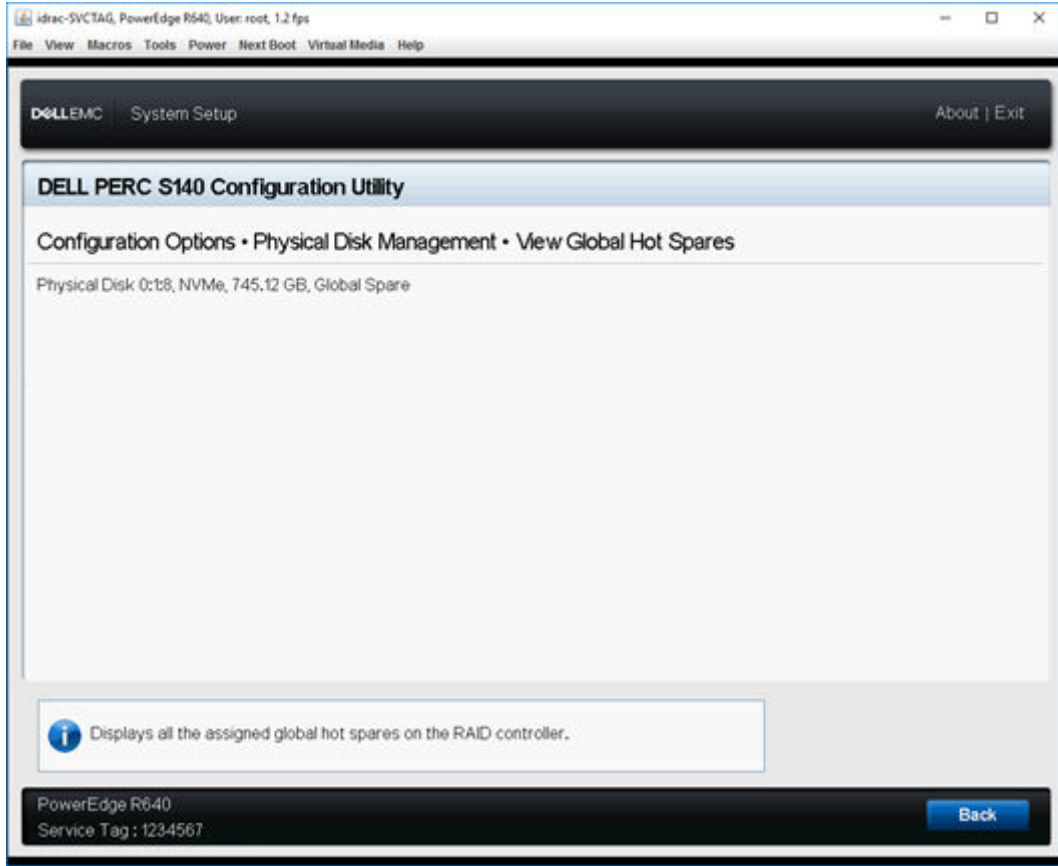 idrac-SVCTAG, PowerEdge R640, User: root, 1.2 fps
File View Macros Tools Power Next Boot Virtual Media Help
DELLEMC System Setup About | Exit
DELL PERC S140 Configuration Utility
Configuration Options • Physical Disk Management • View Global Hot Spares
Physical Disk 0:1:8, NVMe, 745.12 GB, Global Spare
Displays all the assigned global hot spares on the RAID controller.
PowerEdge R640
Service Tag : 1234567
Back